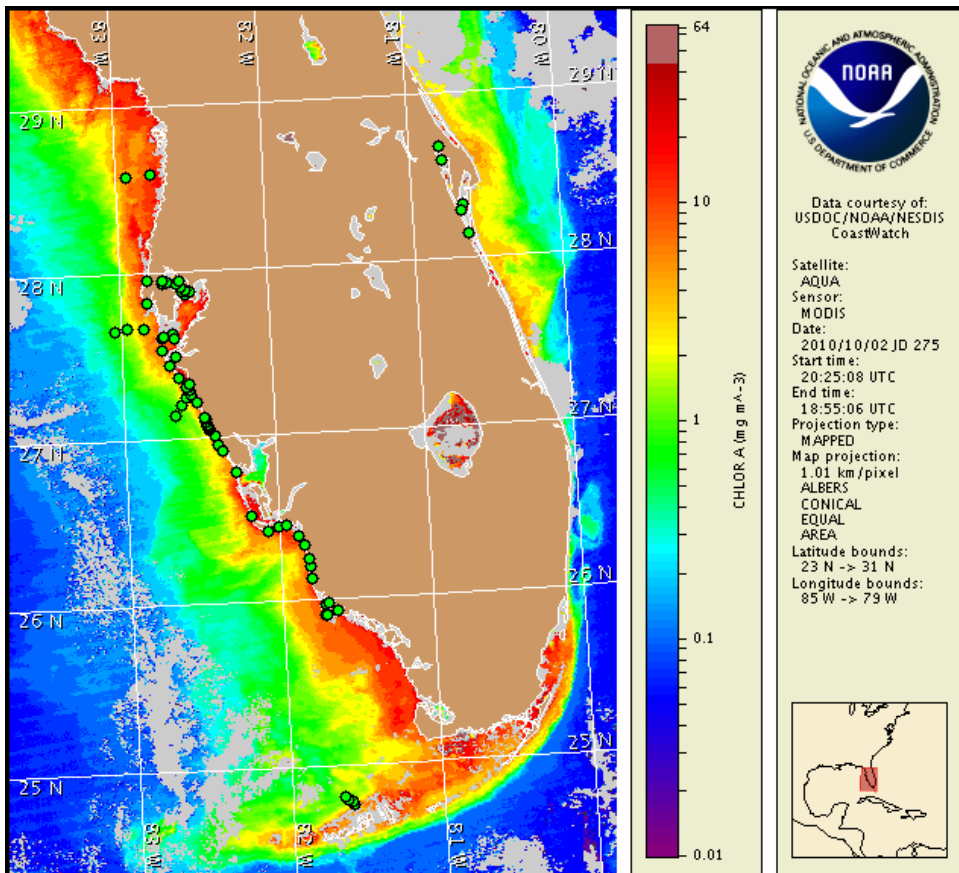 83 W
82 W
81 W
80 W
29 N
29 N
28 N
28 N
27 N
27 N
26 N
26 N
25 N
25 N
83 W
82 W
81 W
64
10
1
0.1
0.01
CHLOR A (mg m^-3)
NATIONAL OCEANIC AND ATMOSPHERIC ADMINISTRATION
NOAA
U.S. DEPARTMENT OF COMMERCE
Data courtesy of:
USDOC/NOAA/NESDIS
CoastWatch
Satellite:
AQUA
Sensor:
MODIS
Date:
2010/10/02 JD 275
Start time:
20:25:08 UTC
End time:
18:55:06 UTC
Projection type:
MAPPED
Map projection:
1.01 km/pixel
ALBERS
CONICAL
EQUAL
AREA
Latitude bounds:
23 N -> 31 N
Longitude bounds:
85 W -> 79 W